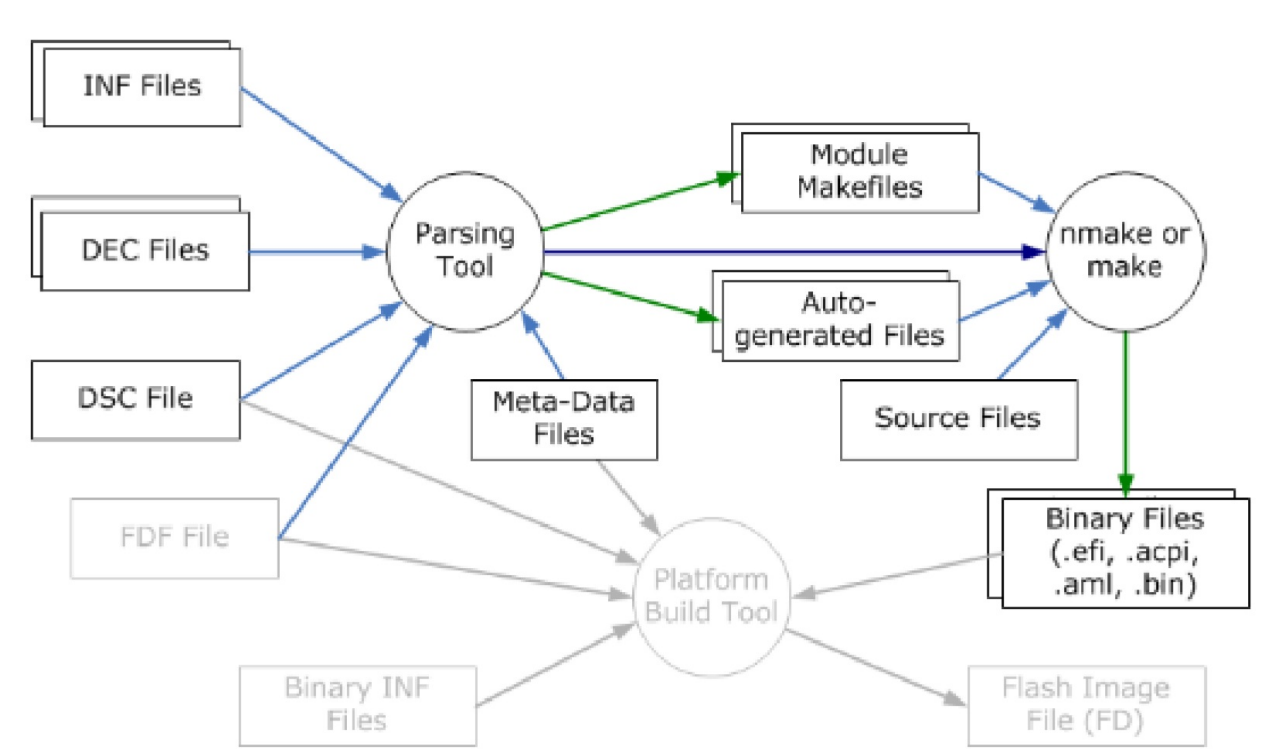 INF Files
DEC Files
DSC File
FDF File
Binary INF
Files
Parsing
Tool
Meta-Data
Files
Module
Makefiles
Auto-
generated Files
Source Files
nmake or
make
Binary Files
(.efi, .acpi,
.aml, .bin)
Platform
Build Tool
Flash Image
File (FD)